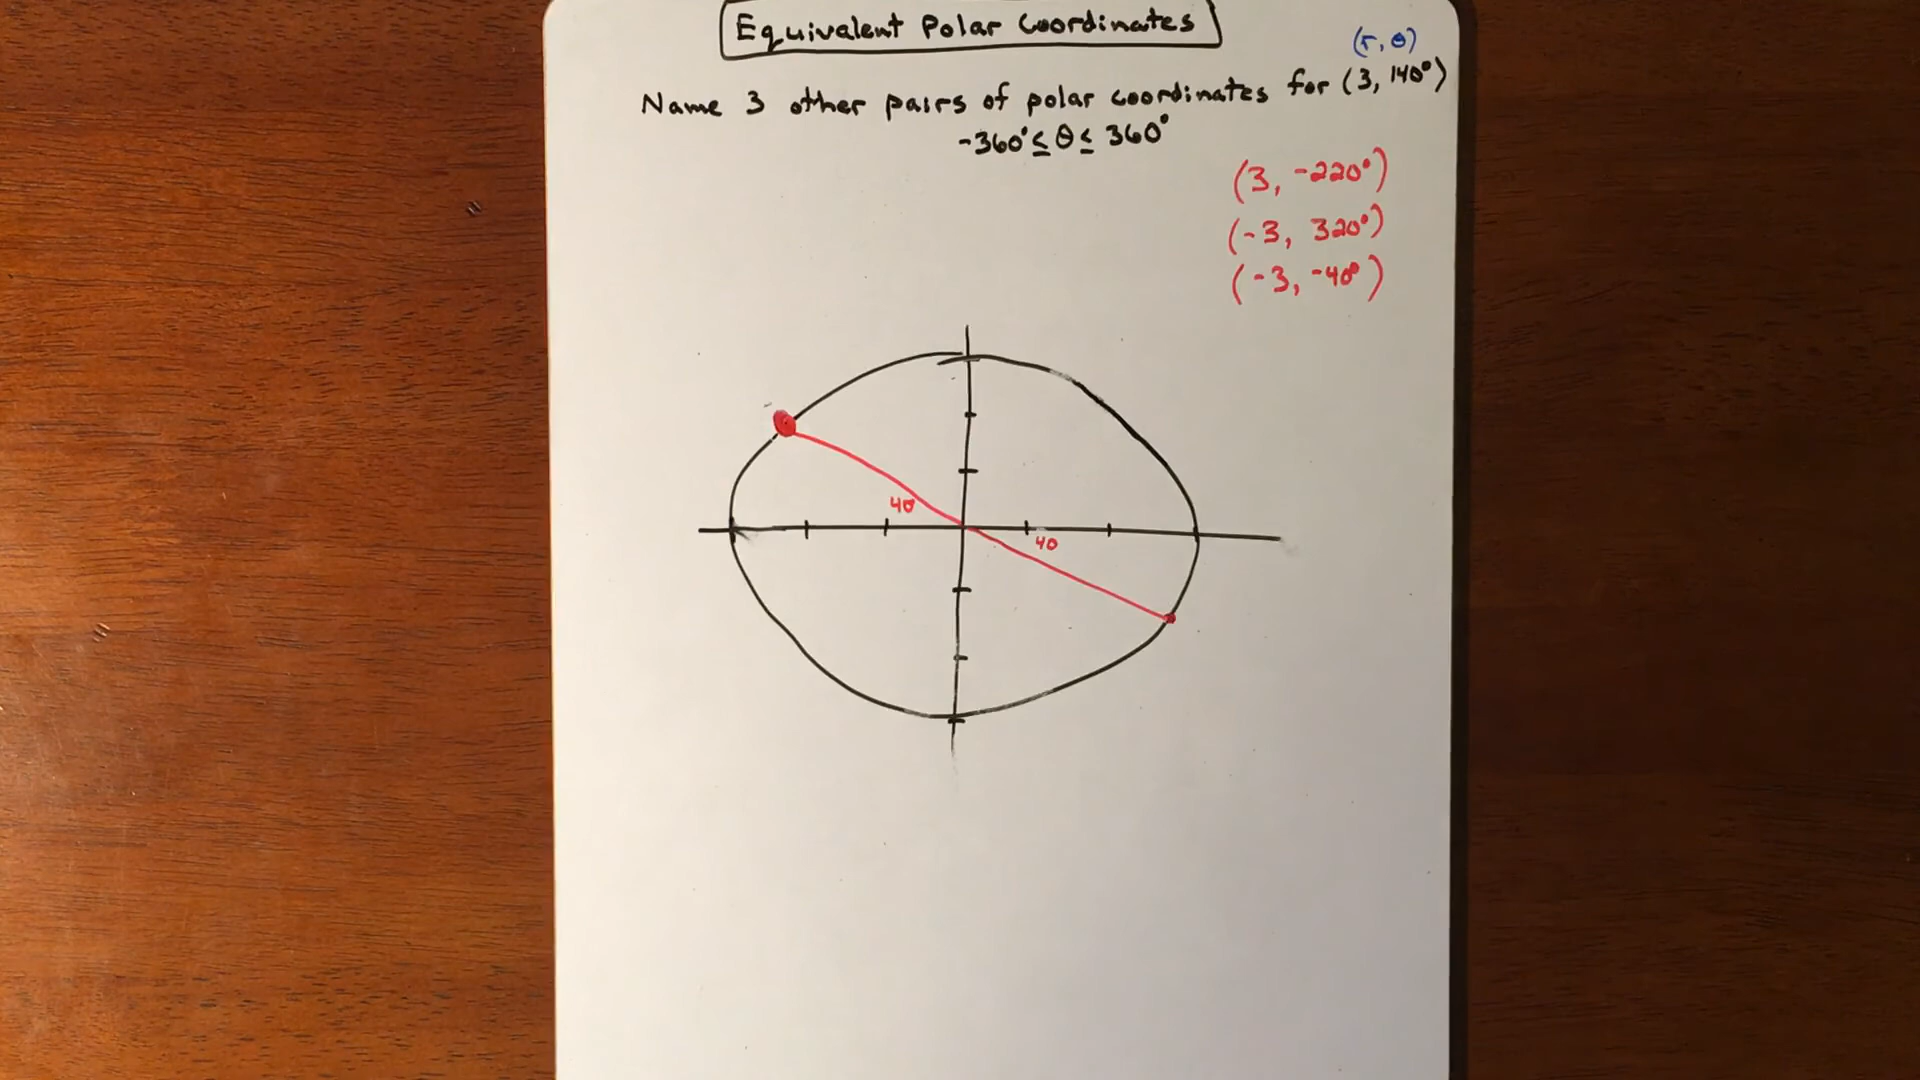 Equivalent Polar Coordinates
(r, θ)
Name 3 other pairs of polar coordinates for (3, 140°)
-360° ≤ θ ≤ 360°
(3, -220°)
(-3, 320°)
(-3, -40°)
40
40